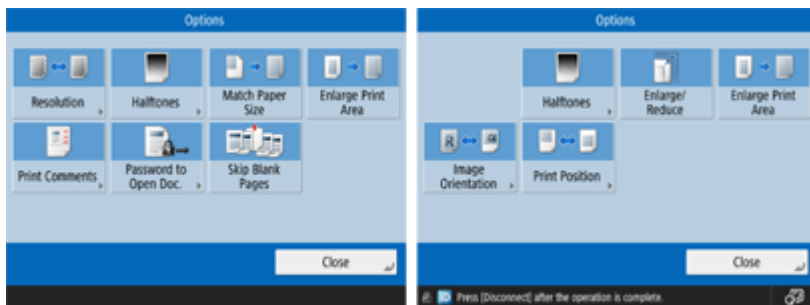 Options
Resolution
Halftones
Match Paper
Size
Enlarge Print
Area
Print Comments
Password to
Open Doc.
Skip Blank
Pages
Close
Options
Halftones
Enlarge/
Reduce
Enlarge Print
Area
Image
Orientation
Print Position
Close
ID Press [Disconnect] after the operation is complete.